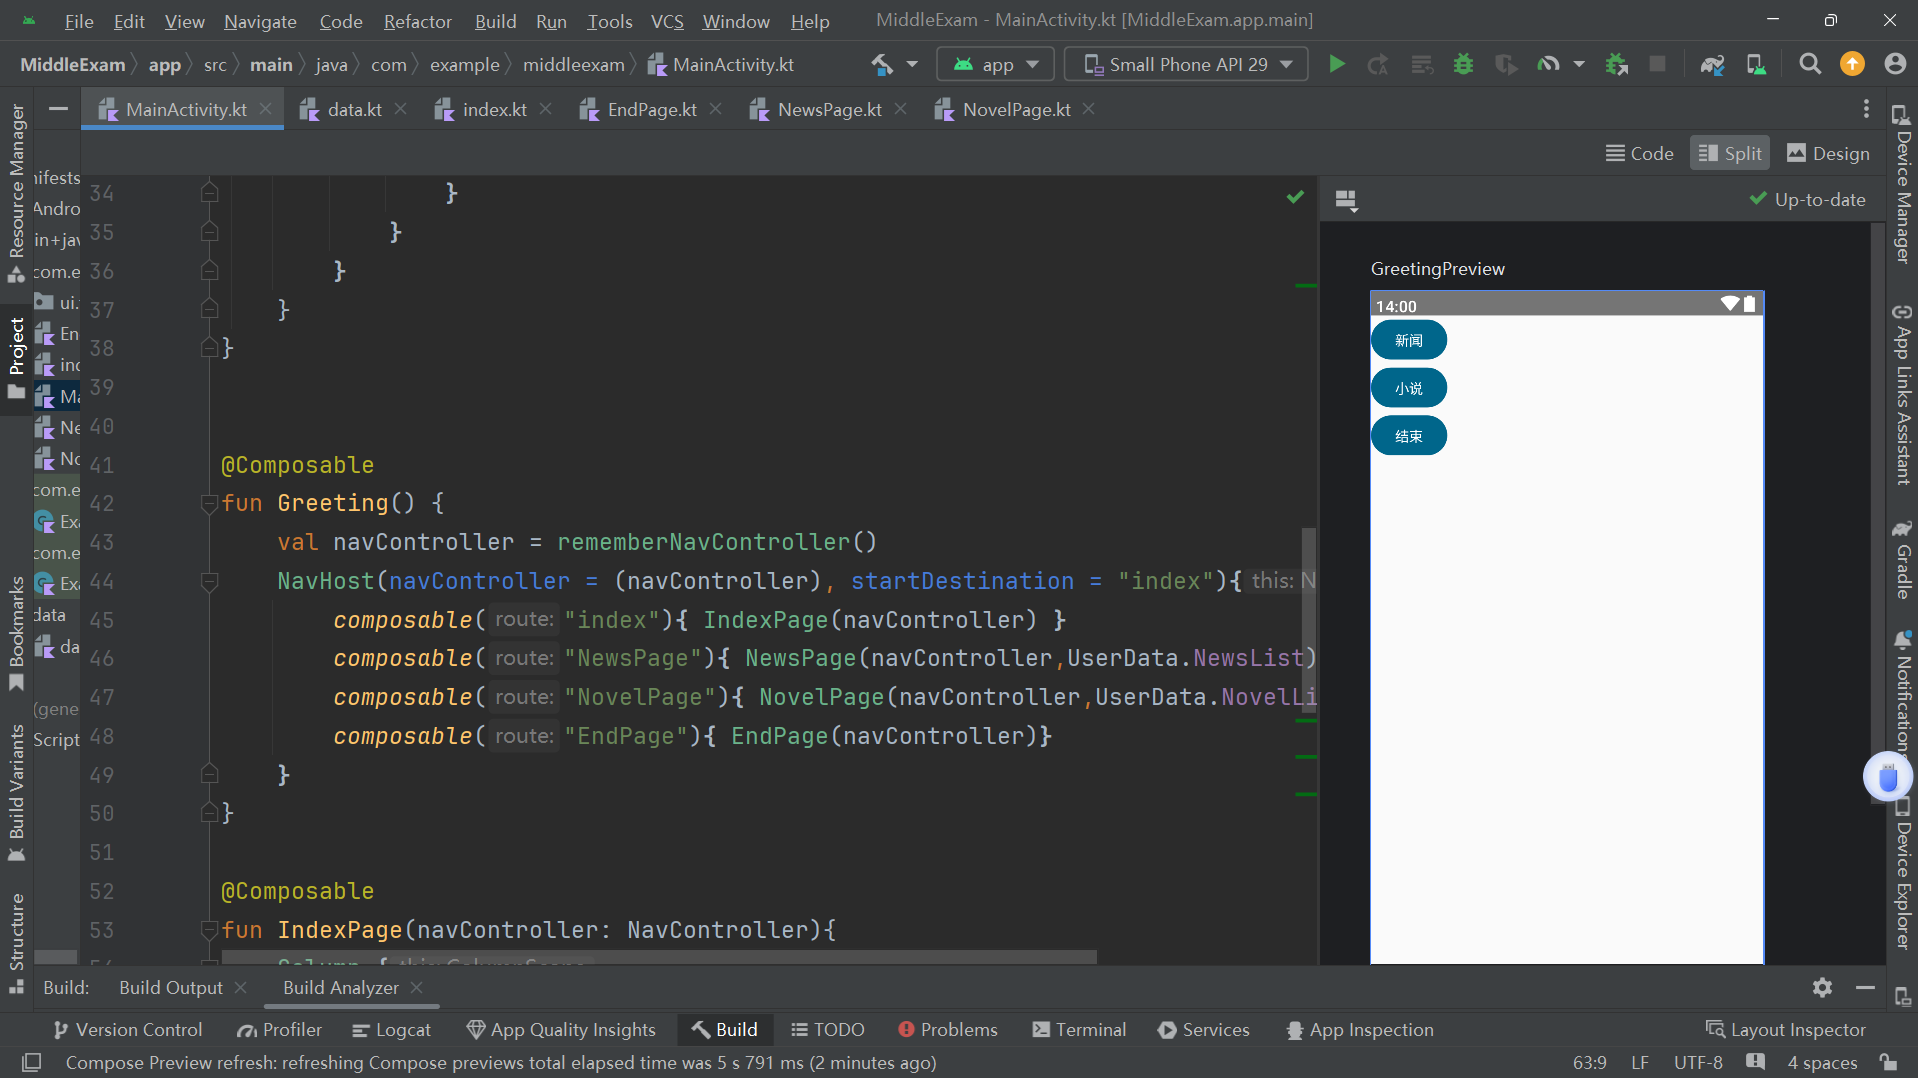 File Edit View Navigate Code Refactor Build Run Tools VCS Window Help MiddleExam - MainActivity.kt [MiddleExam.app.main]
MiddleExam app src main java com example middleexam MainActivity.kt app Small Phone API 29
MainActivity.kt data.kt index.kt EndPage.kt NewsPage.kt NovelPage.kt
Code Split Design
Resource Manager
Project
Bookmarks
Build Variants
Structure
nifests
Andro
in+jav
com.e
ui.
En
ind
Ma
Ne
No
com.e
Exa
com.e
Exa
data
da
(gene
Script
34 }
35 }
36 }
37 }
38 }
39
40
41 @Composable
42 fun Greeting() {
43 val navController = rememberNavController()
44 NavHost(navController = (navController), startDestination = "index"){ this: N
45 composable( route: "index"){ IndexPage(navController) }
46 composable( route: "NewsPage"){ NewsPage(navController,UserData.NewsList)
47 composable( route: "NovelPage"){ NovelPage(navController,UserData.NovelLi
48 composable( route: "EndPage"){ EndPage(navController)}
49 }
50 }
51
52 @Composable
53 fun IndexPage(navController: NavController){
Column { this: ColumnScope
Up-to-date
GreetingPreview
14:00
新闻
小说
结束
Device Manager
App Links Assistant
Gradle
Notifications
Device Explorer
Build: Build Output Build Analyzer
Version Control Profiler Logcat App Quality Insights Build TODO Problems Terminal Services App Inspection Layout Inspector
Compose Preview refresh: refreshing Compose previews total elapsed time was 5 s 791 ms (2 minutes ago) 63:9 LF UTF-8 4 spaces